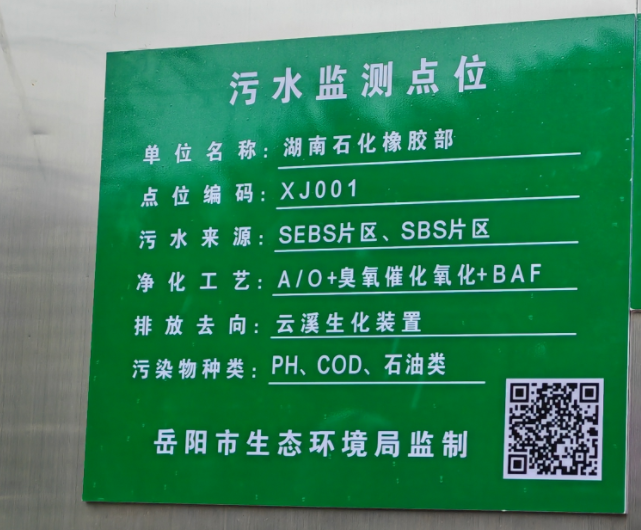 污水监测点位
单位名称：湖南石化橡胶部
点位编码：XJ001
污水来源：SEBS片区、SBS片区
净化工艺：A/O+臭氧催化氧化+BAF
排放去向：云溪生化装置
污染物种类：PH、COD、石油类
岳阳市生态环境局监制